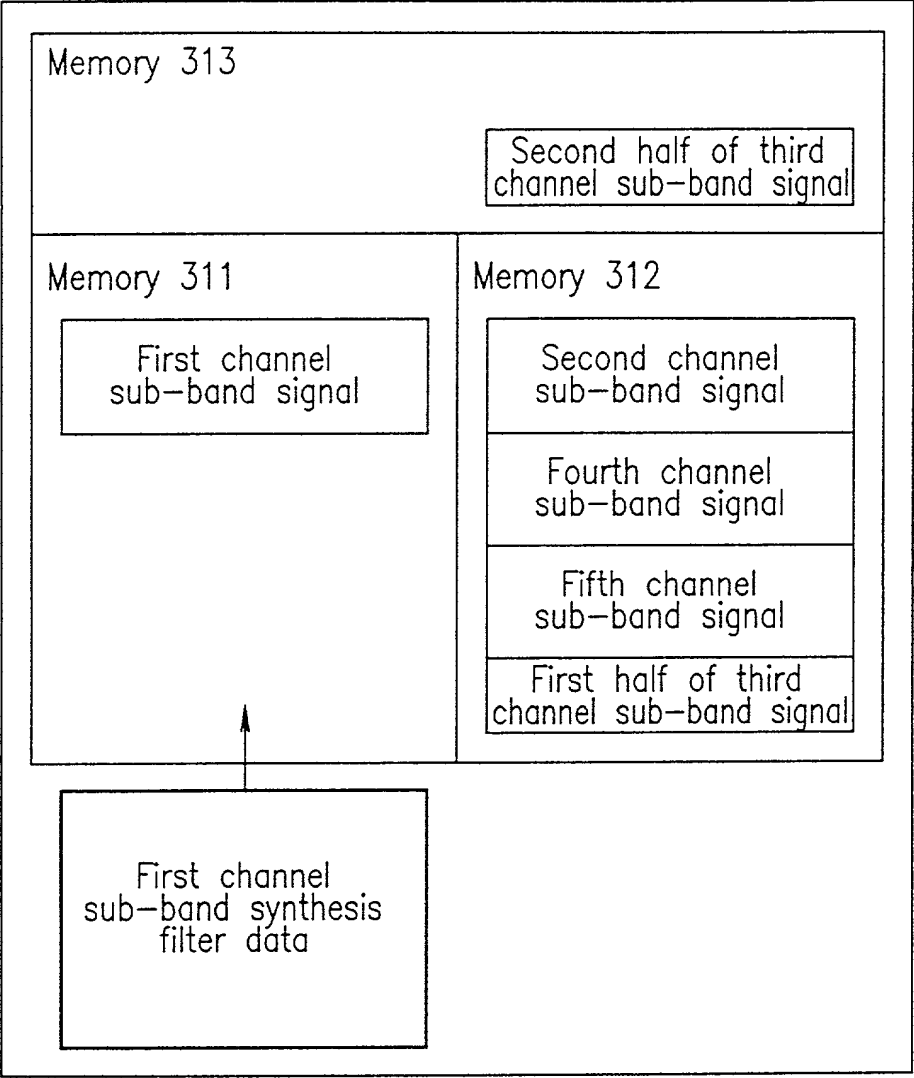 Memory 313
Second half of third
channel sub-band signal
Memory 311
First channel
sub-band signal
Memory 312
Second channel
sub-band signal
Fourth channel
sub-band signal
Fifth channel
sub-band signal
First half of third
channel sub-band signal
First channel
sub-band synthesis
filter data